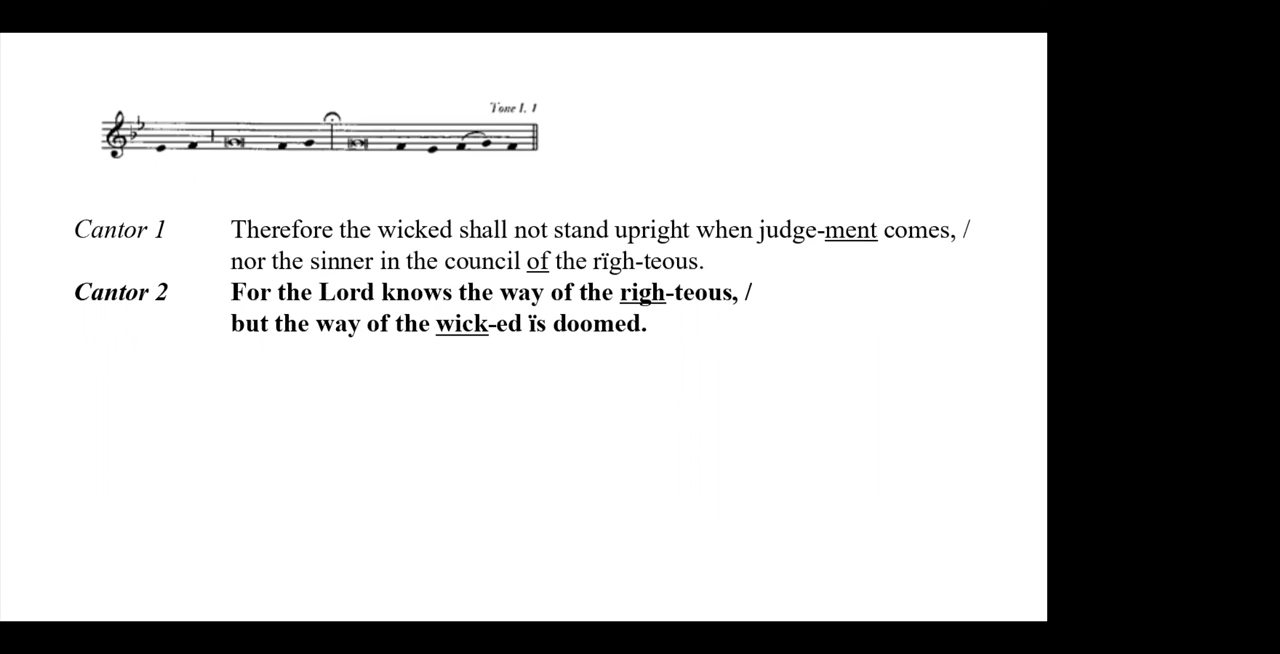 Tone I. 1
Cantor 1 Therefore the wicked shall not stand upright when judge-ment comes, /
nor the sinner in the council of the rïgh-teous.
Cantor 2 For the Lord knows the way of the righ-teous, /
but the way of the wick-ed ïs doomed.